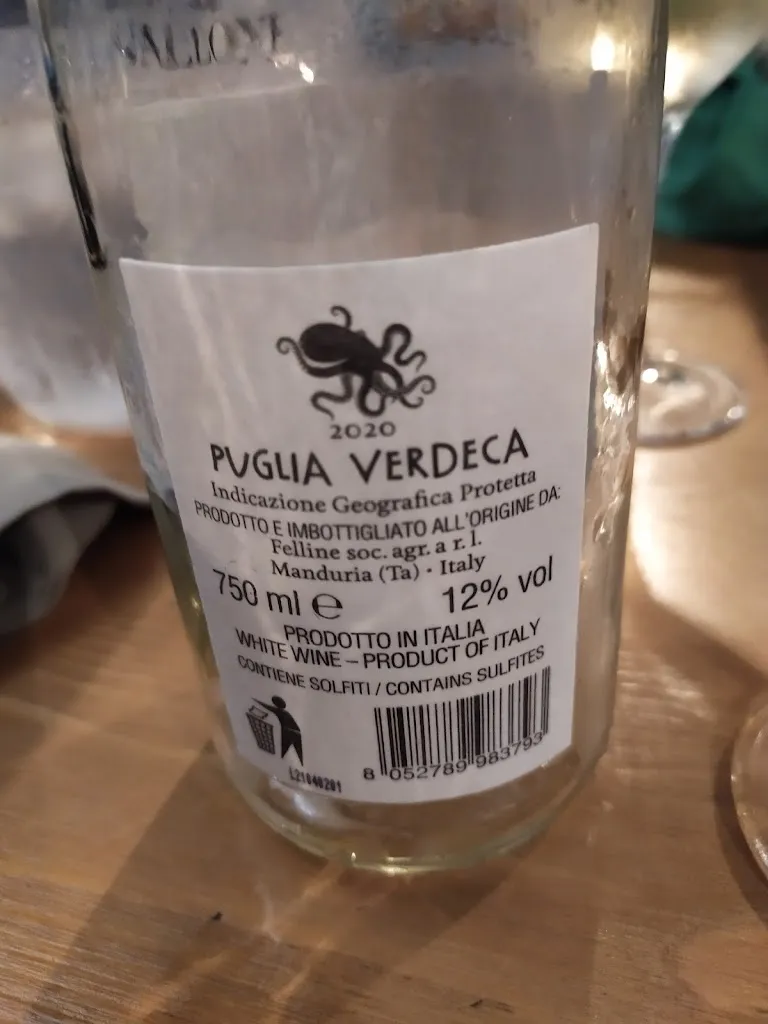 2020
PUGLIA VERDECA
Indicazione Geografica Protetta
PRODOTTO E IMBOTTIGLIATO ALL'ORIGINE DA:
Felline soc. agr. a r. l.
Manduria (Ta) · Italy
750 ml e 12% vol
PRODOTTO IN ITALIA
WHITE WINE – PRODUCT OF ITALY
CONTIENE SOLFITI / CONTAINS SULFITES
L21040201
8 052789 983793